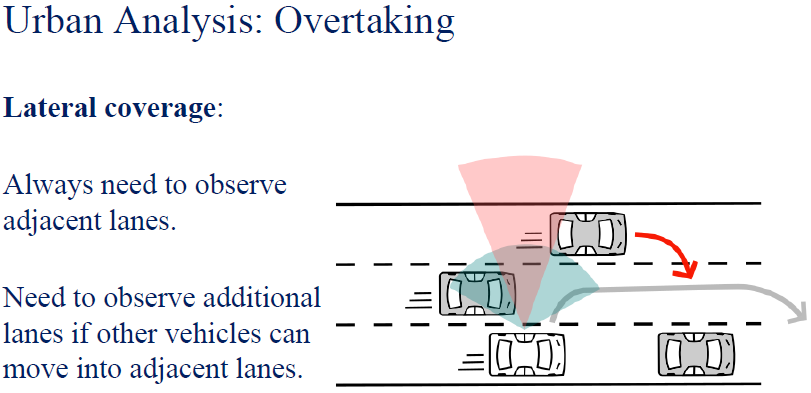 Urban Analysis: Overtaking
Lateral coverage:
Always need to observe
adjacent lanes.
Need to observe additional
lanes if other vehicles can
move into adjacent lanes.